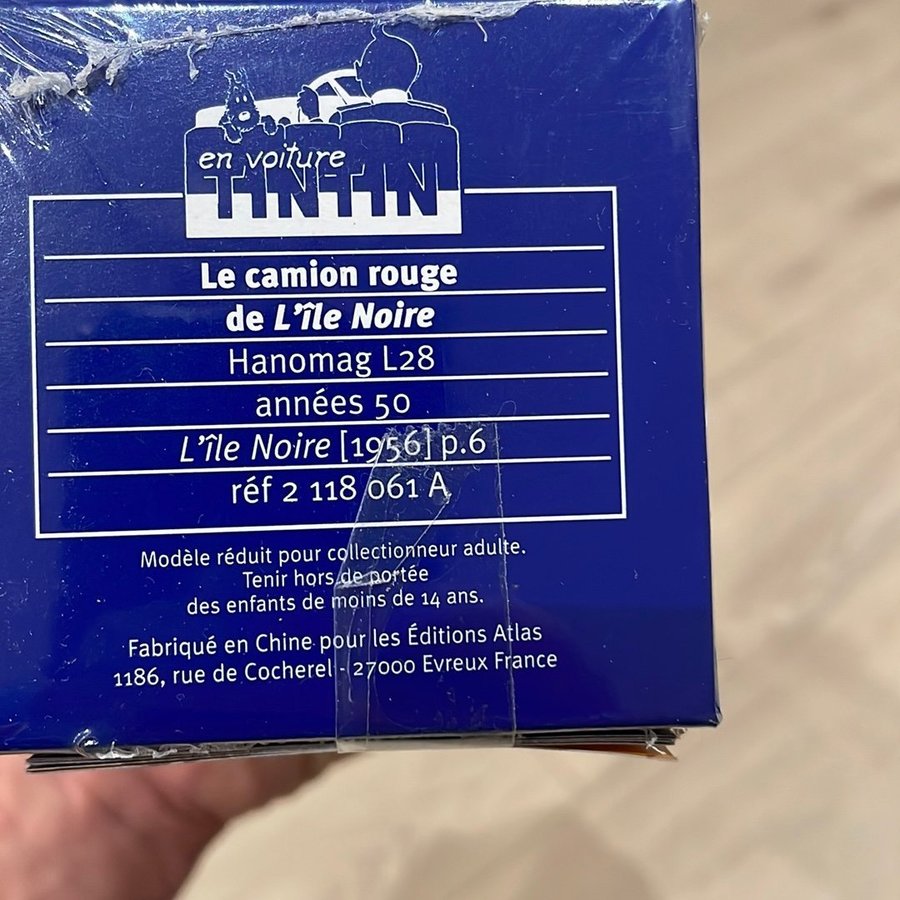 en voiture
TINTIN
Le camion rouge
de L'île Noire
Hanomag L28
années 50
L'île Noire [1956] p.6
réf 2 118 061 A
Modèle réduit pour collectionneur adulte.
Tenir hors de portée
des enfants de moins de 14 ans.
Fabriqué en Chine pour les Éditions Atlas
1186, rue de Cocherel - 27000 Evreux France